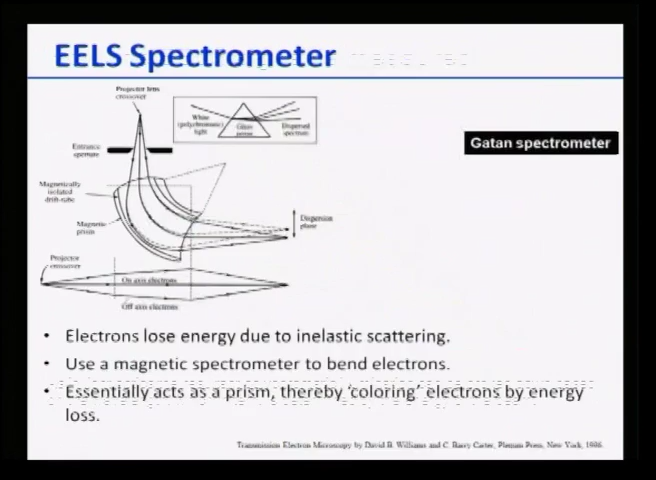 EELS Spectrometer
Projector lens
crossover
White
(polychromatic)
light
Glass
prism
Dispersed
spectrum
Entrance
aperture
Gatan spectrometer
Magnetically
isolated
drift-tube
Magnetic
prism
Dispersion
plane
Projector
crossover
On axis electrons
Off axis electrons
• Electrons lose energy due to inelastic scattering.
• Use a magnetic spectrometer to bend electrons.
• Essentially acts as a prism, thereby ‘coloring’ electrons by energy
loss.
Transmission Electron Microscopy by David B. Williams and C. Barry Carter, Plenum Press, New York, 1996.